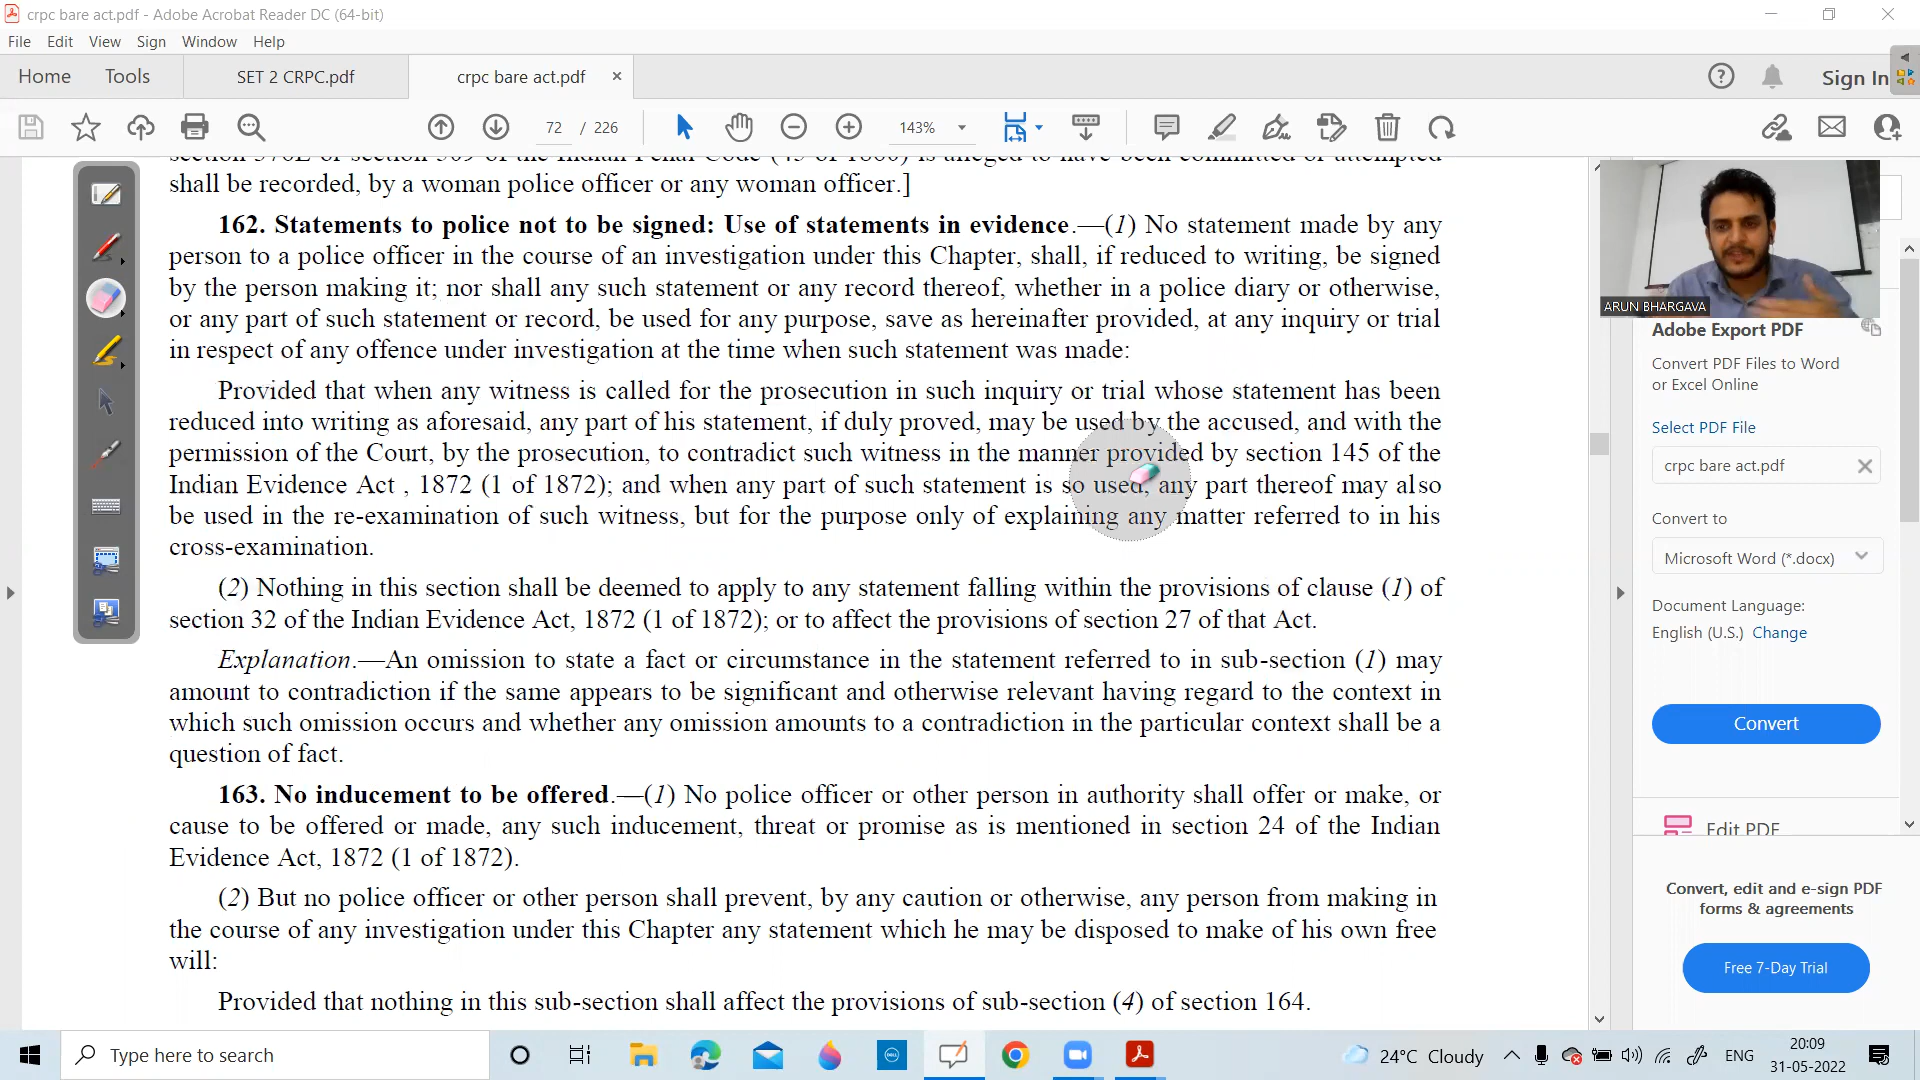 crpc bare act.pdf - Adobe Acrobat Reader DC (64-bit)
File Edit View Sign Window Help
Home Tools SET 2 CRPC.pdf crpc bare act.pdf × Sign In
72 / 226 143%
section 376E or section 509 of the Indian Penal Code (45 of 1860) is alleged to have been committed or attempted
shall be recorded, by a woman police officer or any woman officer.]
162. Statements to police not to be signed: Use of statements in evidence.—(1) No statement made by any
person to a police officer in the course of an investigation under this Chapter, shall, if reduced to writing, be signed
by the person making it; nor shall any such statement or any record thereof, whether in a police diary or otherwise,
or any part of such statement or record, be used for any purpose, save as hereinafter provided, at any inquiry or trial
in respect of any offence under investigation at the time when such statement was made:
Provided that when any witness is called for the prosecution in such inquiry or trial whose statement has been
reduced into writing as aforesaid, any part of his statement, if duly proved, may be used by the accused, and with the
permission of the Court, by the prosecution, to contradict such witness in the manner provided by section 145 of the
Indian Evidence Act , 1872 (1 of 1872); and when any part of such statement is so used, any part thereof may also
be used in the re-examination of such witness, but for the purpose only of explaining any matter referred to in his
cross-examination.
(2) Nothing in this section shall be deemed to apply to any statement falling within the provisions of clause (1) of
section 32 of the Indian Evidence Act, 1872 (1 of 1872); or to affect the provisions of section 27 of that Act.
Explanation.—An omission to state a fact or circumstance in the statement referred to in sub-section (1) may
amount to contradiction if the same appears to be significant and otherwise relevant having regard to the context in
which such omission occurs and whether any omission amounts to a contradiction in the particular context shall be a
question of fact.
163. No inducement to be offered.—(1) No police officer or other person in authority shall offer or make, or
cause to be offered or made, any such inducement, threat or promise as is mentioned in section 24 of the Indian
Evidence Act, 1872 (1 of 1872).
(2) But no police officer or other person shall prevent, by any caution or otherwise, any person from making in
the course of any investigation under this Chapter any statement which he may be disposed to make of his own free
will:
Provided that nothing in this sub-section shall affect the provisions of sub-section (4) of section 164.
ARUN BHARGAVA
Adobe Export PDF
Convert PDF Files to Word
or Excel Online
Select PDF File
crpc bare act.pdf
Convert to
Microsoft Word (*.docx)
Document Language:
English (U.S.) Change
Convert
Edit PDF
Convert, edit and e-sign PDF
forms & agreements
Free 7-Day Trial
Type here to search
DELL
24°C Cloudy
ENG
20:09
31-05-2022